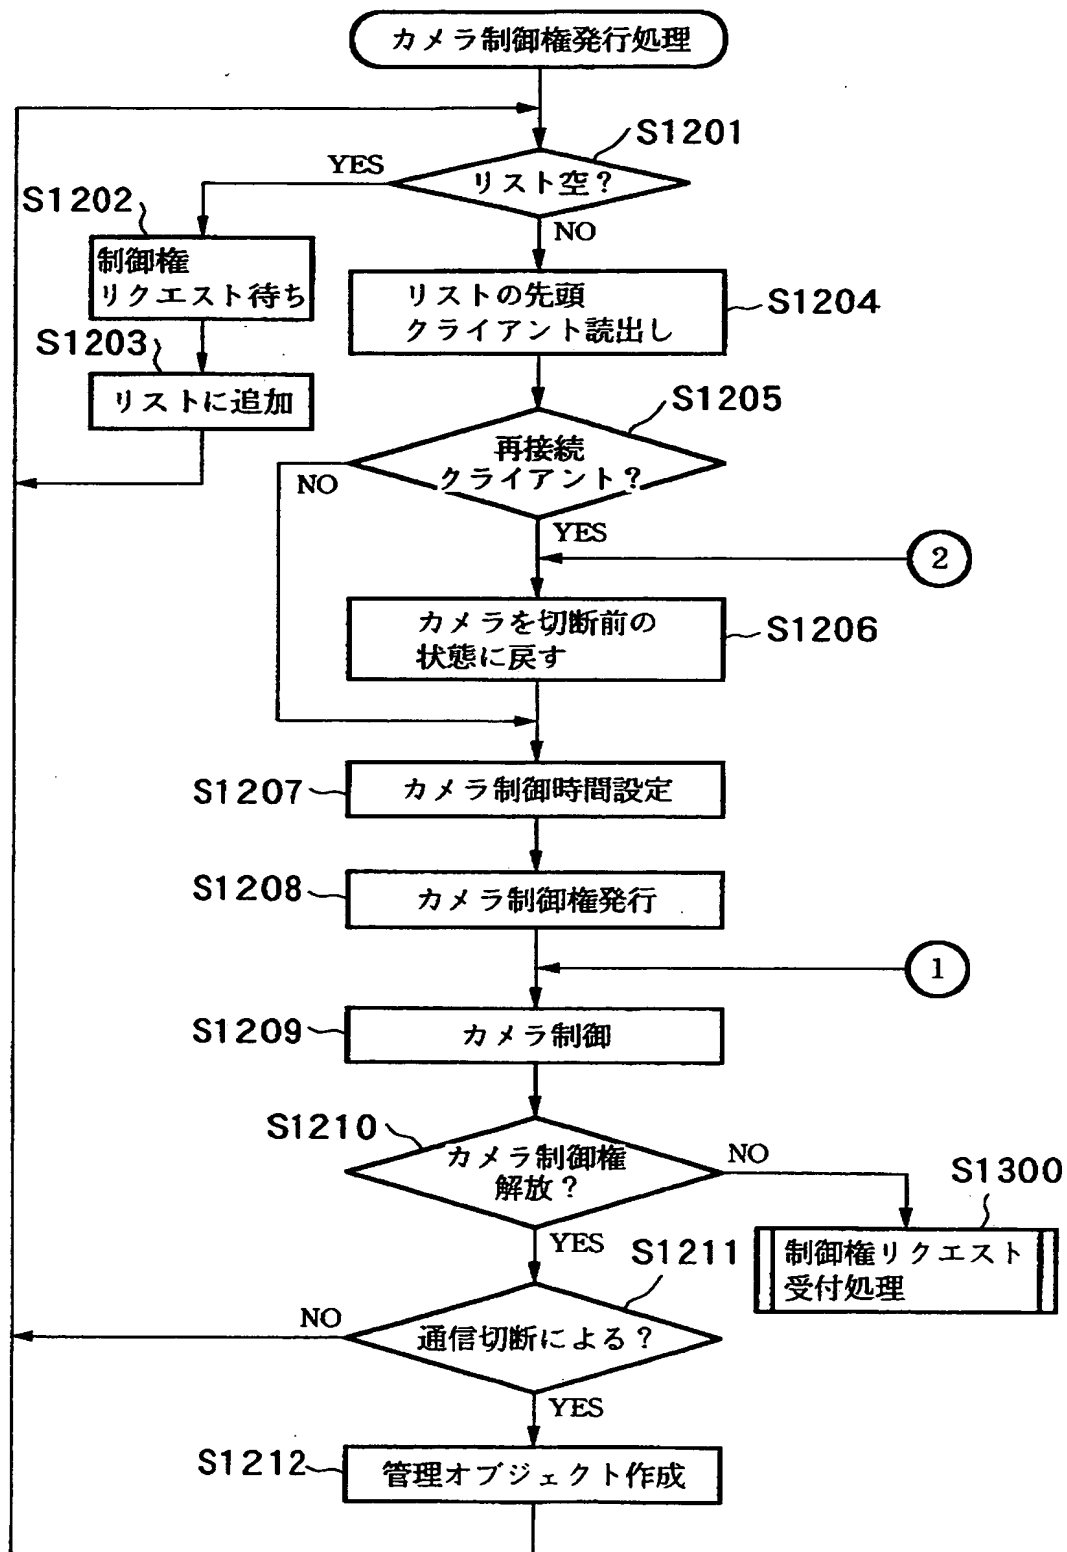 カメラ制御権発行処理
S1201
YES
リスト空?
S1202
NO
制御権
リクエスト待ち
リストの先頭
クライアント読出し
S1204
S1203
リストに追加
S1205
再接続
クライアント?
NO
YES
2
カメラを切断前の
状態に戻す
S1206
S1207
カメラ制御時間設定
S1208
カメラ制御権発行
1
S1209
カメラ制御
S1210
カメラ制御権
解放?
NO
S1300
YES
制御権リクエスト
受付処理
S1211
NO
通信切断による?
YES
S1212
管理オブジェクト作成